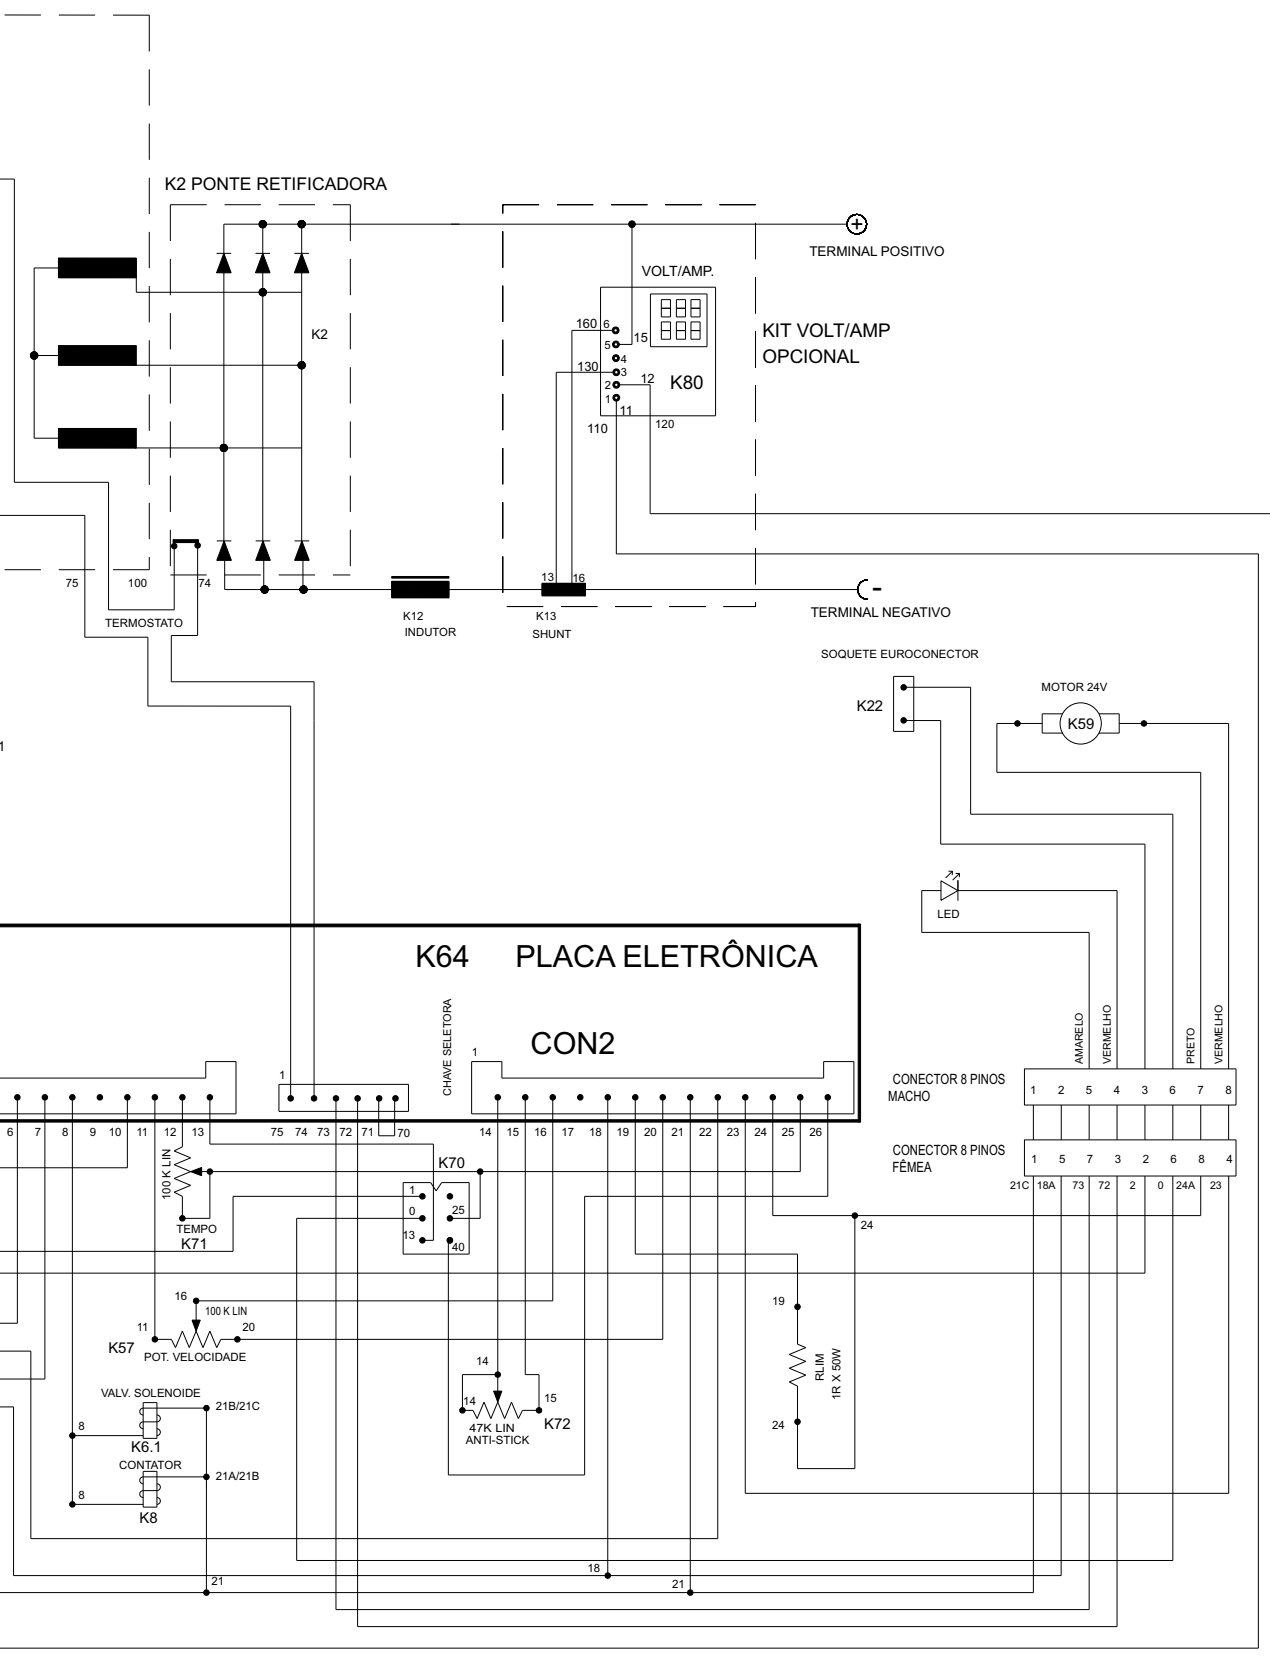 K2 PONTE RETIFICADORA
TERMINAL POSITIVO
VOLT/AMP.
KIT VOLT/AMP
OPCIONAL
K2
160 6
5 15
4
130 3
2 12
K80
1
11
110
120
75 100 74
TERMOSTATO
K12
INDUTOR
13 16
K13
SHUNT
TERMINAL NEGATIVO
SOQUETE EUROCONECTOR
K22
MOTOR 24V
K59
1
LED
K64 PLACA ELETRÔNICA
CHAVE SELETORA
CON2
1
1
AMARELO
VERMELHO
PRETO
VERMELHO
CONECTOR 8 PINOS
MACHO
1 2 5 4 3 6 7 8
6 7 8 9 10 11 12 13
75 74 73 72 71 70
14 15 16 17 18 19 20 21 22 23 24 25 26
CONECTOR 8 PINOS
FÊMEA
1 5 7 3 2 6 8 4
21C 18A 73 72 2 0 24A 23
100 K LIN
TEMPO
K71
K70
1
0
13
25
40
24
16
100 K LIN
11
20
K57
POT. VELOCIDADE
19
RLIM
1R X 50W
24
14
14
15
47K LIN
ANTI-STICK
K72
VALV. SOLENOIDE
21B/21C
8
K6.1
CONTATOR
21A/21B
8
K8
18
21
21